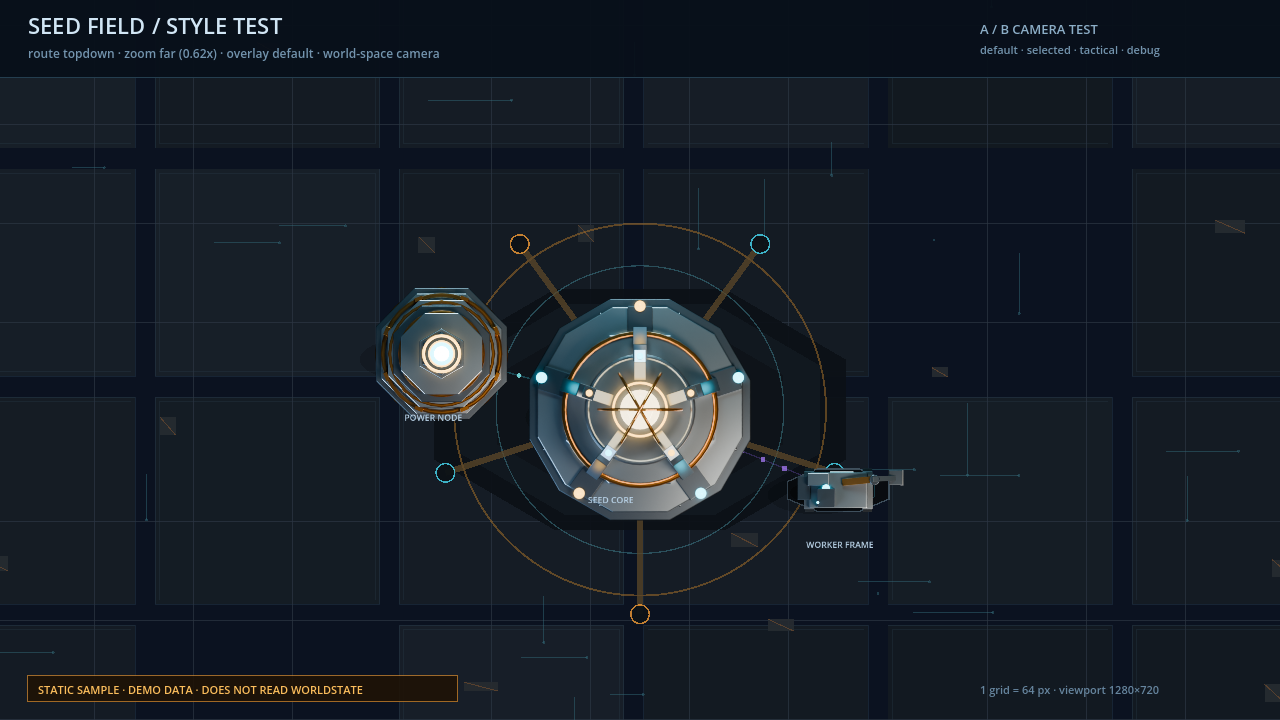 SEED FIELD / STYLE TEST
route topdown · zoom far (0.62x) · overlay default · world-space camera
A / B CAMERA TEST
default · selected · tactical · debug
POWER NODE
SEED CORE
WORKER FRAME
STATIC SAMPLE · DEMO DATA · DOES NOT READ WORLDSTATE
1 grid = 64 px · viewport 1280×720